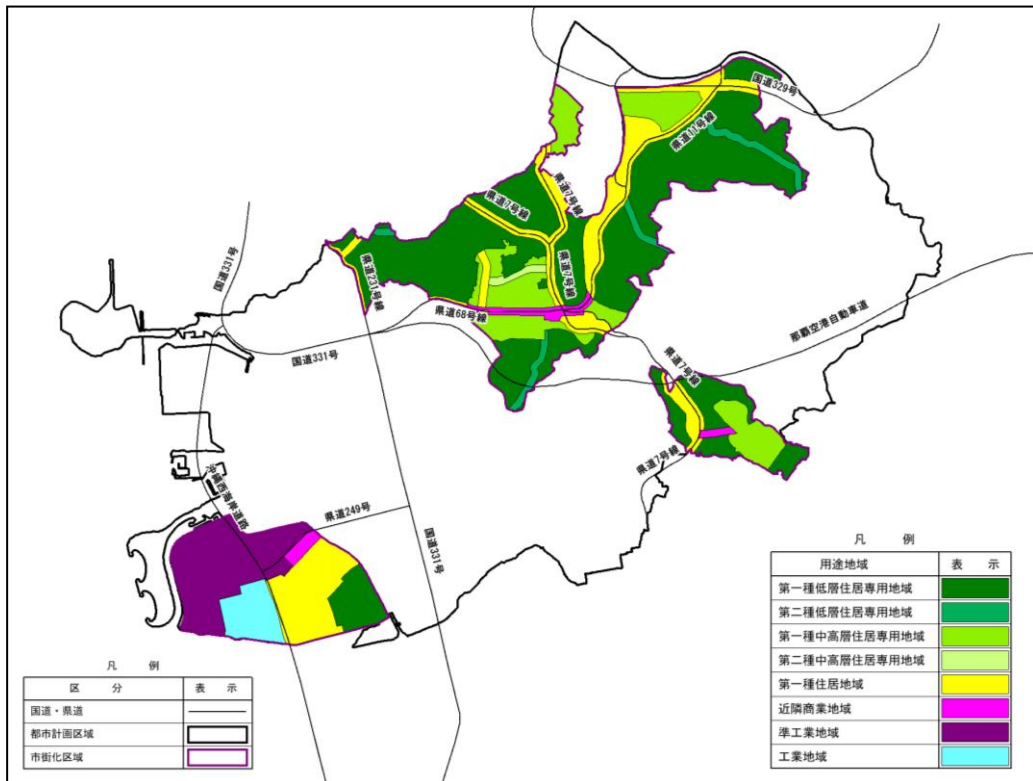 国道329号
県道11号線
県道7号線
県道7号線
県道7号線
国道331号
県道231号線
県道68号線
国道331号
那覇空港自動車道
県道7号線
県道7号線
沖縄西海岸道路
県道249号
国道331号
凡 例
区 分 表 示
国道・県道
都市計画区域
市街化区域
凡 例
用途地域 表 示
第一種低層住居専用地域
第二種低層住居専用地域
第一種中高層住居専用地域
第二種中高層住居専用地域
第一種住居地域
近隣商業地域
準工業地域
工業地域